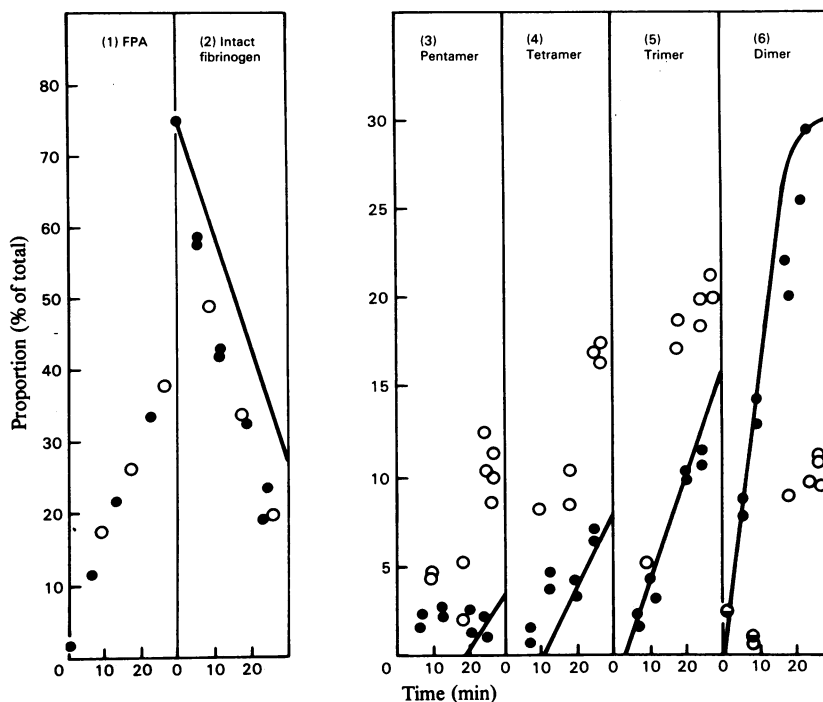 Proportion (% of total)
80
70
60
50
40
30
20
10
(1) FPA
(2) Intact
fibrinogen
0 10 20 0 10 20
30
25
20
15
10
5
0
(3)
Pentamer
(4)
Tetramer
(5)
Trimer
(6)
Dimer
0 10 20 0 10 20 0 10 20 0 10 20
Time (min)